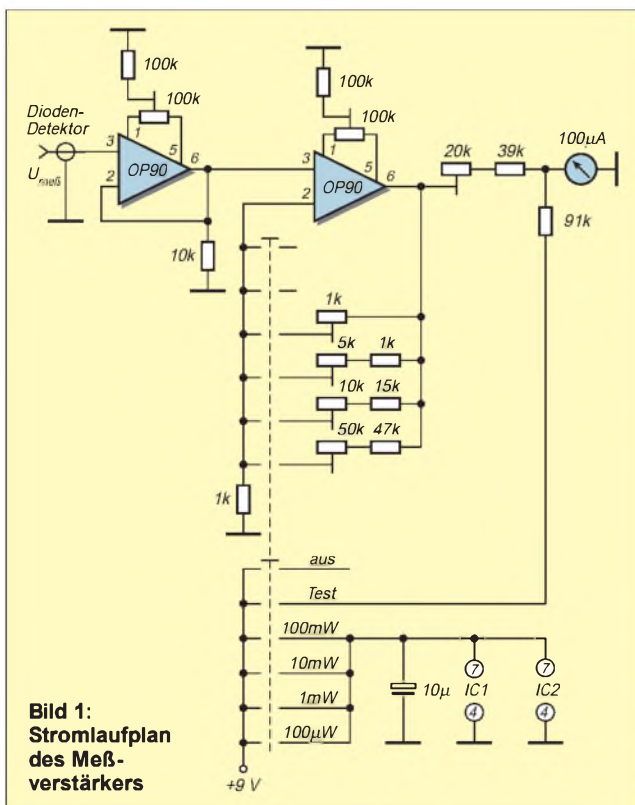 100k
100k
100k
100k
Dioden-
Detektor
Umeß
3
1
2
5
6
OP90
3
1
2
5
6
OP90
20k
39k
100µA
91k
10k
1k
5k
1k
10k
15k
50k
47k
1k
aus
Test
100mW
10mW
1mW
100µW
10µ
7
IC1
4
7
IC2
4
+9 V
Bild 1:
Stromlaufplan
des Meß-
verstärkers